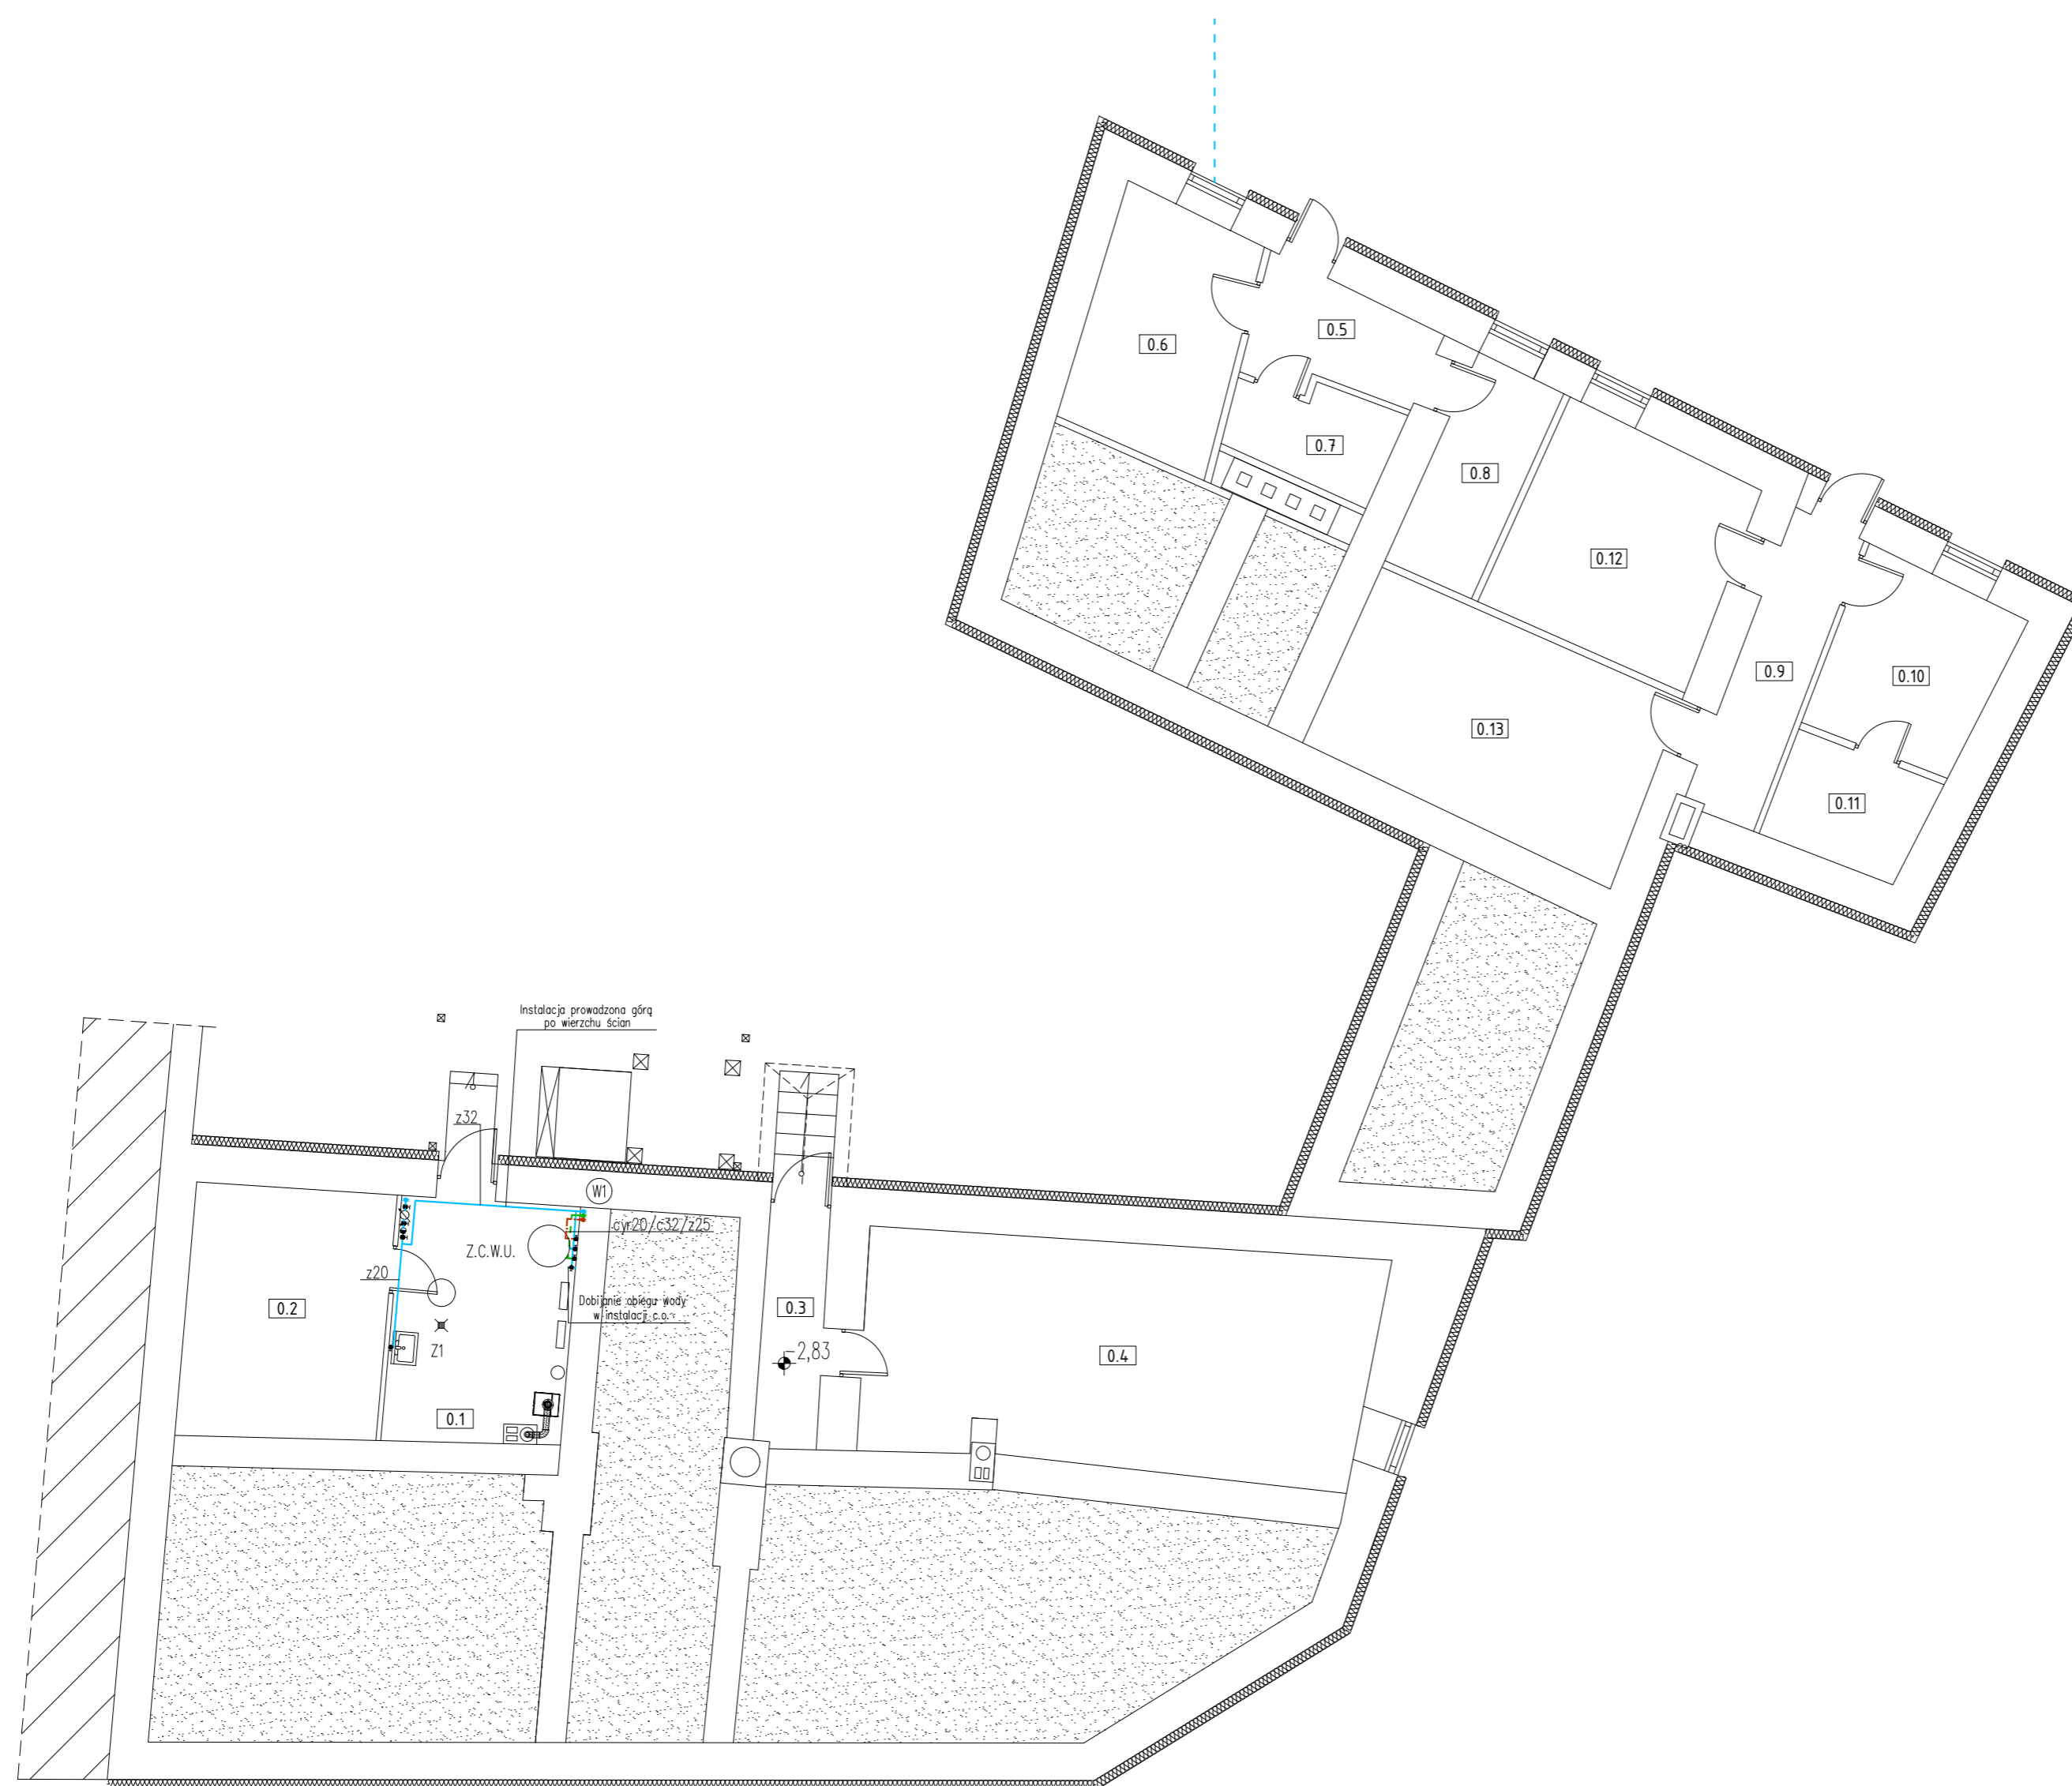 0.5
0.6
0.7
0.8
0.12
0.9
0.10
0.13
0.11
Instalacja prowadzona górą
po wierzchu ścian
z32
W1
cyr20/c32/z25
Z.C.W.U.
z20
0.2
Dobijanie obiegu wody
w instalacji c.o.
0.3
Z1
-2,83
0.4
0.1